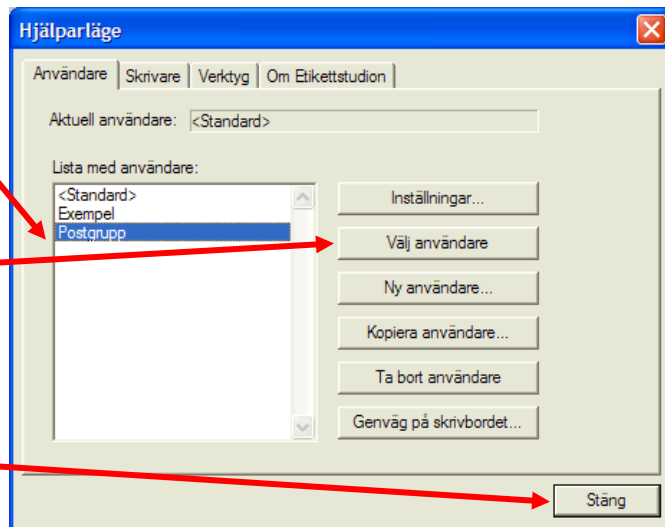 Hjälparläge
Användare Skrivare Verktyg Om Etikettstudion
Aktuell användare: <Standard>
Lista med användare:
<Standard>
Exempel
Postgrupp
Inställningar...
Välj användare
Ny användare...
Kopiera användare...
Ta bort användare
Genväg på skrivbordet...
Stäng